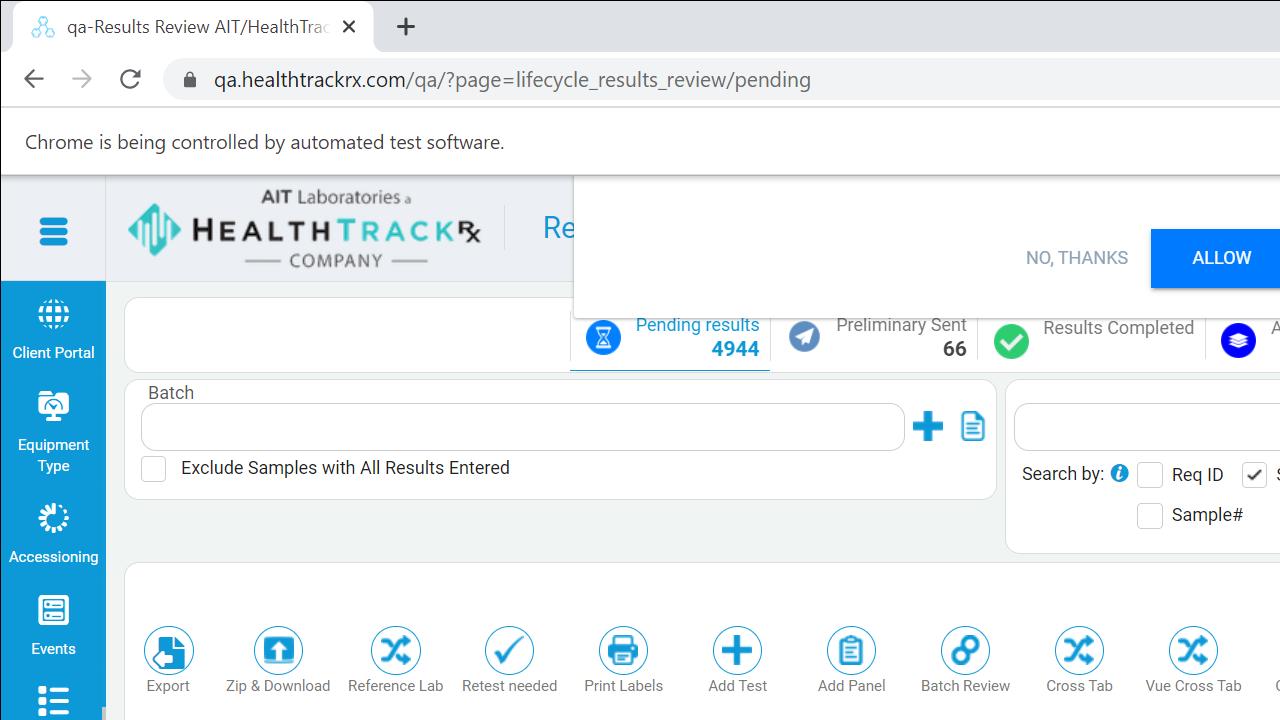 qa-Results Review AIT/HealthTrac
qa.healthtrackrx.com/qa/?page=lifecycle_results_review/pending
Chrome is being controlled by automated test software.
AIT Laboratories a
HEALTHTRACKRx
COMPANY
Re
NO, THANKS
ALLOW
Client Portal
Equipment
Type
Accessioning
Events
Pending results
4944
Preliminary Sent
66
Results Completed
A
Batch
Exclude Samples with All Results Entered
Search by:
Req ID
S
Sample#
Export
Zip & Download
Reference Lab
Retest needed
Print Labels
Add Test
Add Panel
Batch Review
Cross Tab
Vue Cross Tab